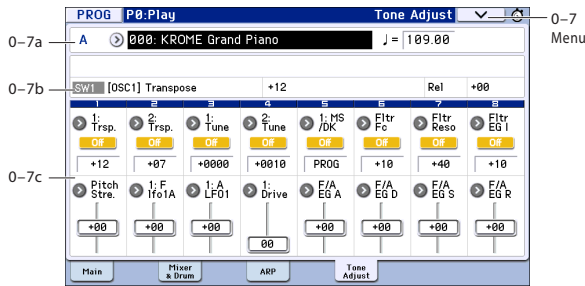 PROG P0:Play Tone Adjust
0–7 Menu
0–7a
A 000: KROME Grand Piano ♩= 109.00
0–7b
SW1 [OSC1] Transpose +12 Rel +00
1 2 3 4 5 6 7 8
1: Trsp. 2: Trsp. 1: Tune 2: Tune 1: MS /DK Fltr Fc Fltr Reso Fltr EG I
Off Off Off Off Off Off Off Off
+12 +07 +0000 +0010 PROG +10 +40 +10
0–7c
Pitch Stre. 1: F lfo1A 1: A LFO1 1: Drive F/A EG A F/A EG D F/A EG S F/A EG R
+00 +00 +00 00 +00 +00 +00 +00
Main Mixer & Drum ARP Tone Adjust